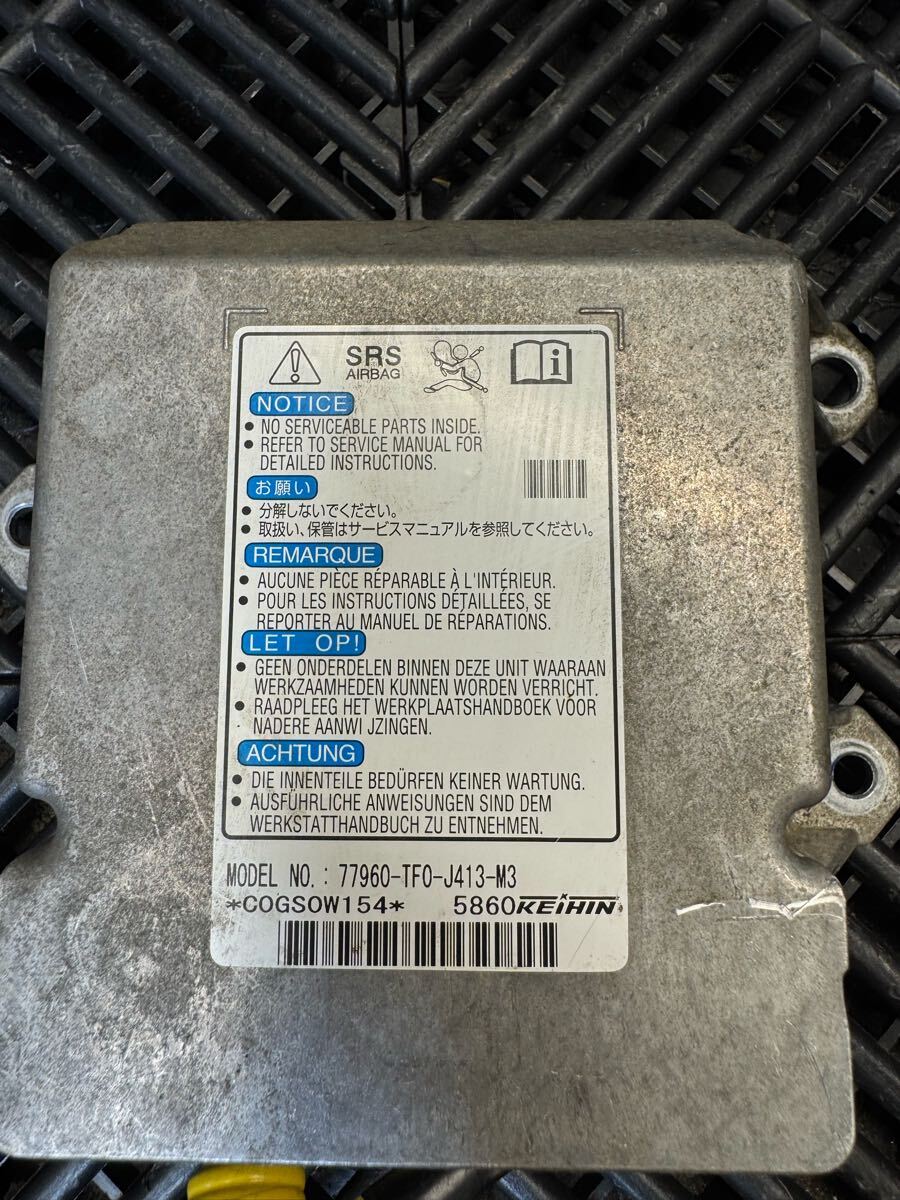 SRS
AIRBAG
NOTICE
● NO SERVICEABLE PARTS INSIDE.
● REFER TO SERVICE MANUAL FOR
DETAILED INSTRUCTIONS.
お願い
● 分解しないでください。
● 取扱い、保管はサービスマニュアルを参照してください。
REMARQUE
● AUCUNE PIÈCE RÉPARABLE À L'INTÉRIEUR.
● POUR LES INSTRUCTIONS DÉTAILLÉES, SE
REPORTER AU MANUEL DE RÉPARATIONS.
LET OP!
● GEEN ONDERDELEN BINNEN DEZE UNIT WAARAAN
WERKZAAMHEDEN KUNNEN WORDEN VERRICHT.
● RAADPLEEG HET WERKPLAATSHANDBOEK VOOR
NADERE AANWI JZINGEN.
ACHTUNG
● DIE INNENTEILE BEDÜRFEN KEINER WARTUNG.
● AUSFÜHRLICHE ANWEISUNGEN SIND DEM
WERKSTATTHANDBUCH ZU ENTNEHMEN.
MODEL NO.: 77960-TF0-J413-M3
*C0GS0W154* 5860 KEIHIN